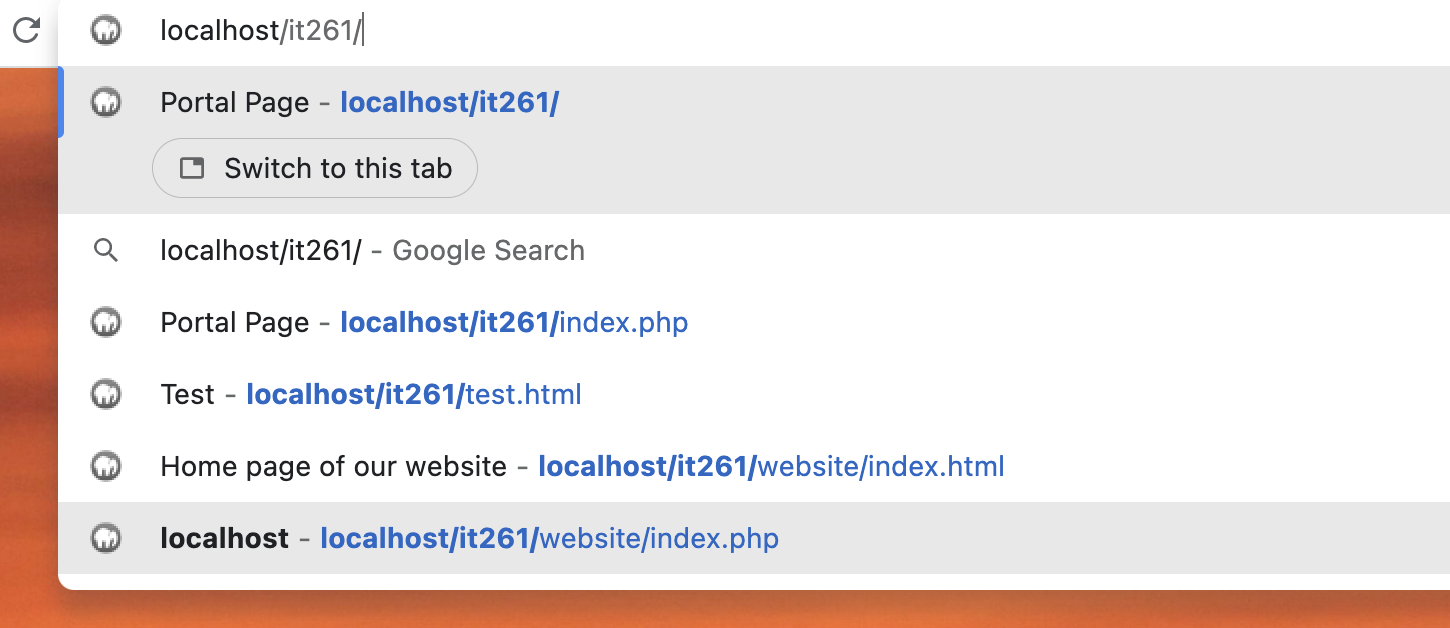 localhost/it261/
Portal Page - localhost/it261/
Switch to this tab
localhost/it261/ - Google Search
Portal Page - localhost/it261/index.php
Test - localhost/it261/test.html
Home page of our website - localhost/it261/website/index.html
localhost - localhost/it261/website/index.php